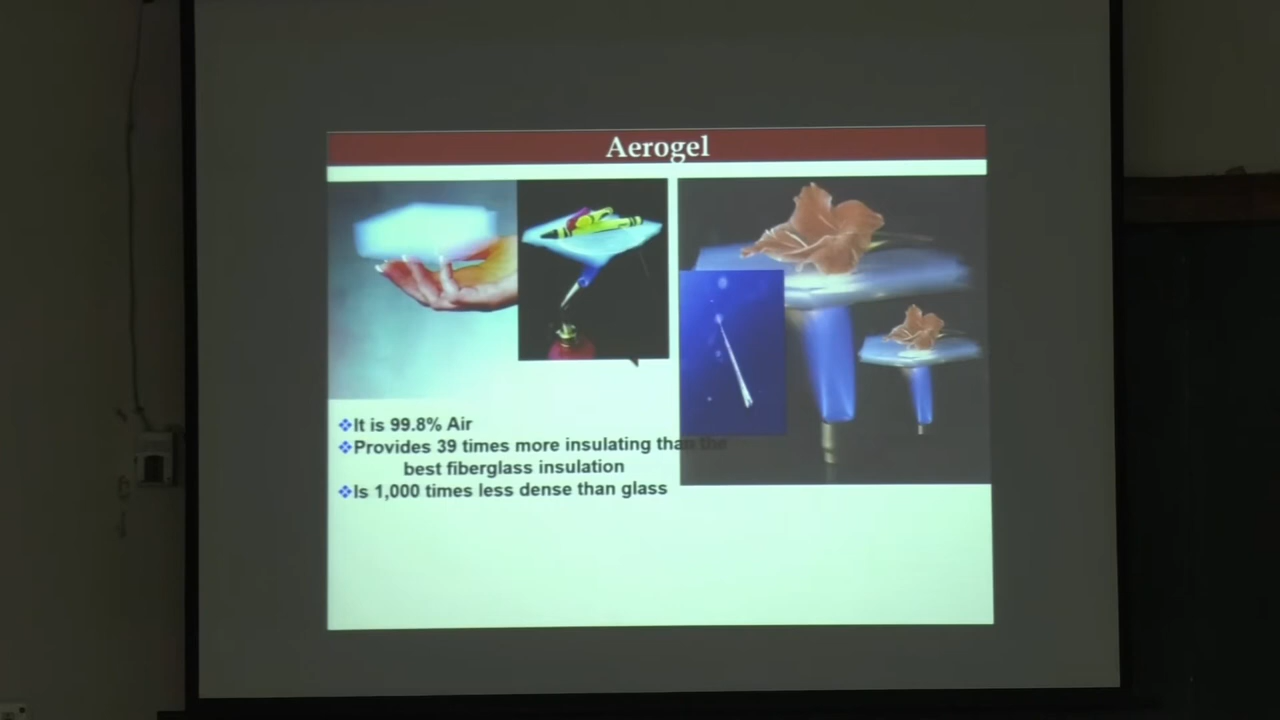 Aerogel
❖It is 99.8% Air
❖Provides 39 times more insulating than the
best fiberglass insulation
❖Is 1,000 times less dense than glass